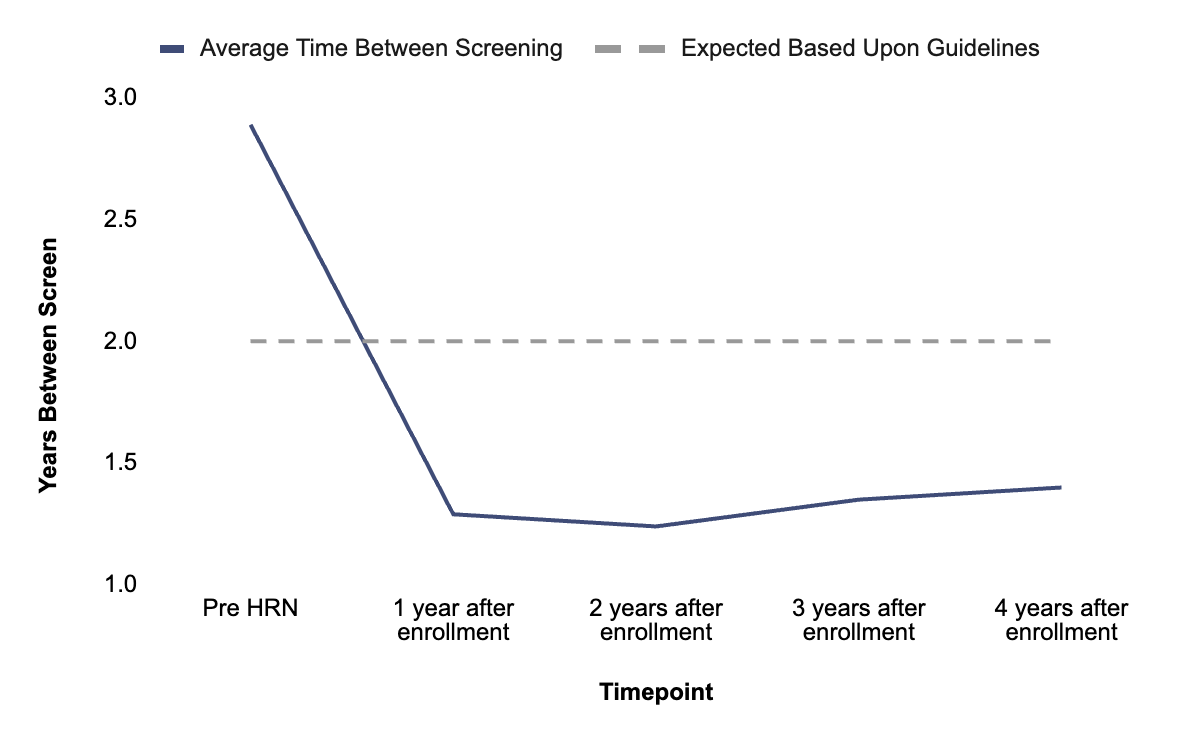 Average Time Between Screening
Expected Based Upon Guidelines
3.0
2.5
2.0
1.5
1.0
Years Between Screen
Pre HRN
1 year after
enrollment
2 years after
enrollment
3 years after
enrollment
4 years after
enrollment
Timepoint